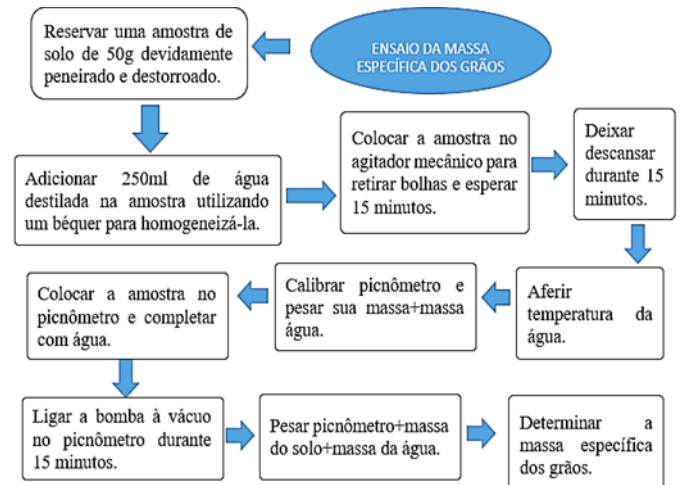 ENSAIO DA MASSA
ESPECÍFICA DOS GRÃOS
Reservar uma amostra de
solo de 50g devidamente
peneirado e destorroado.
Adicionar 250ml de água
destilada na amostra utilizando
um béquer para homogeneizá-la.
Colocar a amostra no
agitador mecânico para
retirar bolhas e esperar
15 minutos.
Deixar
descansar
durante 15
minutos.
Aferir
temperatura da
água.
Calibrar picnômetro e
pesar sua massa+massa
água.
Colocar a amostra no
picnômetro e completar
com água.
Ligar a bomba à vácuo
no picnômetro durante
15 minutos.
Pesar picnômetro+massa
do solo+massa da água.
Determinar a
massa específica
dos grãos.